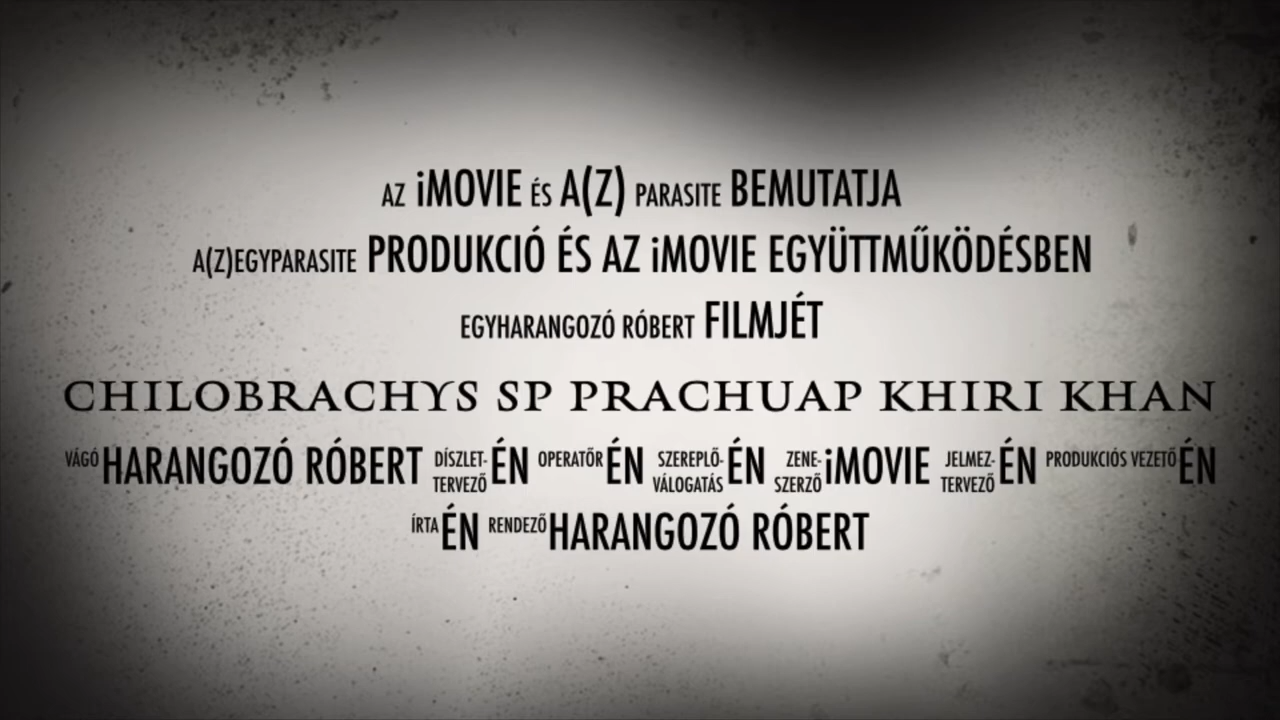 AZ iMOVIE ÉS A(Z) PARASITE BEMUTATJA
A(Z)EGYPARASITE PRODUKCIÓ ÉS AZ iMOVIE EGYÜTTMŰKÖDÉSBEN
EGYHARANGOZÓ RÓBERT FILMJÉT
CHILOBRACHYS SP PRACHUAP KHIRI KHAN
VÁGÓ HARANGOZÓ RÓBERT DÍSZLET-TERVEZŐ ÉN OPERATŐR ÉN SZEREPLŐ-VÁLOGATÁS ÉN ZENE-SZERZŐ iMOVIE JELMEZ-TERVEZŐ ÉN PRODUKCIÓS VEZETŐ ÉN
ÍRTA ÉN RENDEZŐ HARANGOZÓ RÓBERT